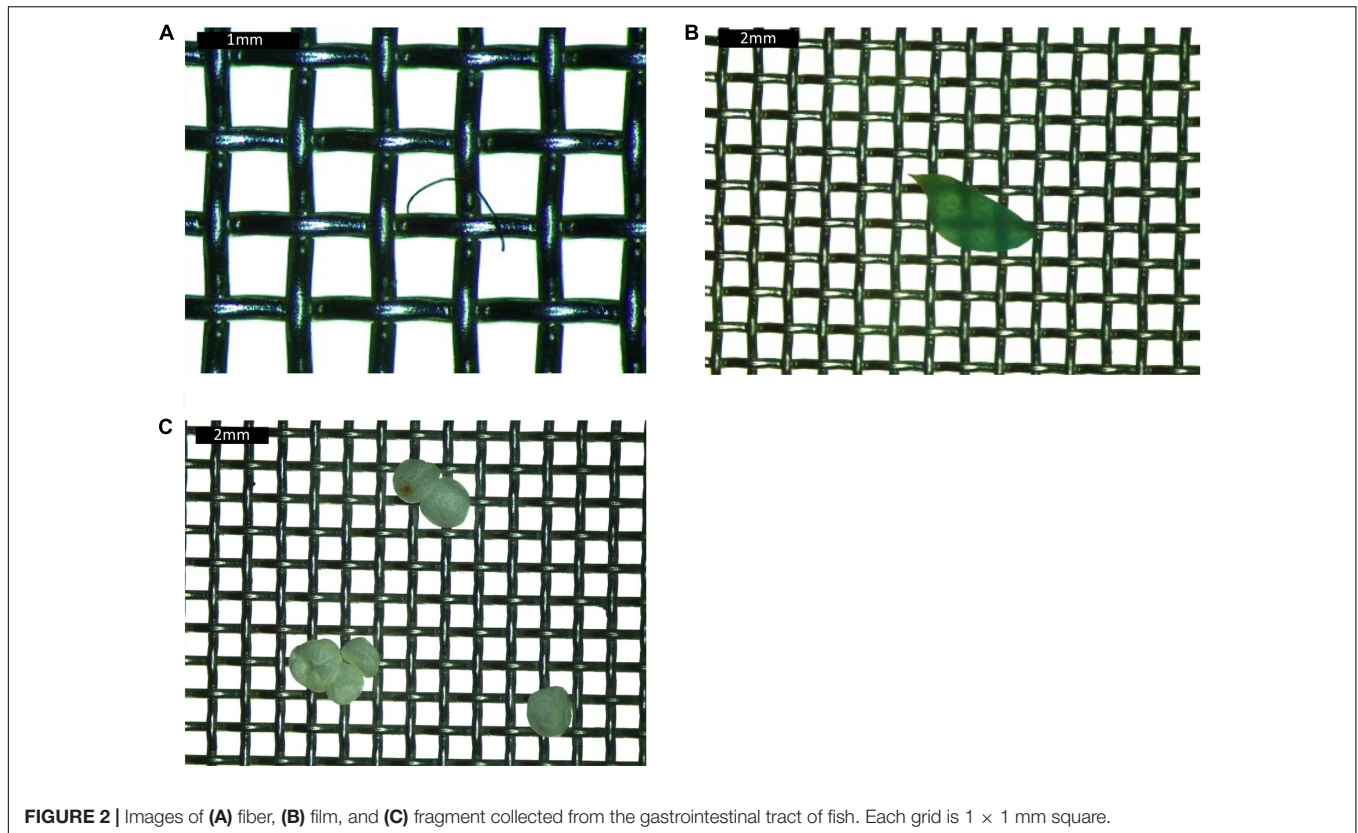 A
1mm
B
2mm
C
2mm
FIGURE 2 | Images of (A) fiber, (B) film, and (C) fragment collected from the gastrointestinal tract of fish. Each grid is 1 × 1 mm square.